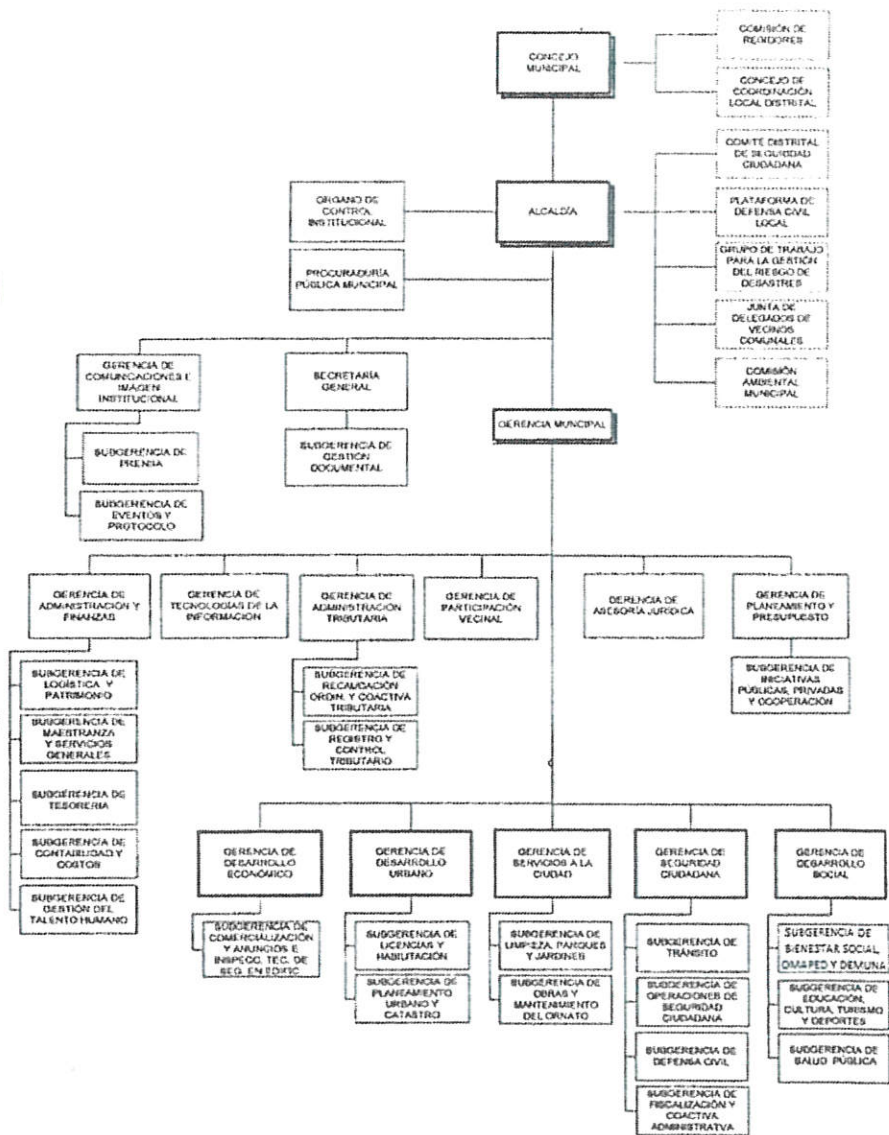 CONCEJO
MUNICIPAL
COMISIÓN DE
REGIDORES
CONCEJO DE
COORDINACIÓN
LOCAL DISTRITAL
COMITÉ DISTRITAL
DE SEGURIDAD
CIUDADANA
ORGANO DE
CONTROL
INSTITUCIONAL
ALCALDÍA
PLATAFORMA DE
DEFENSA CIVIL
LOCAL
PROCURADURÍA
PÚBLICA MUNICIPAL
GRUPO DE TRABAJO
PARA LA GESTIÓN
DEL RIESGO DE
DESASTRES
JUNTA DE
DELEGADOS DE
VECINOS
COMUNALES
COMISIÓN
AMBIENTAL
MUNICIPAL
GERENCIA DE
COMUNICACIONES E
IMÁGEN
INSTITUCIONAL
SECRETARÍA
GENERAL
GERENCIA MUNCIPAL
SUBGERENCIA DE
PRENSA
SUBGERENCIA DE
GESTIÓN
DOCUMENTAL
SUBGERENCIA DE
EVENTOS Y
PROTOCOLO
GERENCIA DE
ADMINISTRACIÓN Y
FINANZAS
GERENCIA DE
TECNOLOGÍAS DE LA
INFORMACIÓN
GERENCIA DE
ADMINISTRACIÓN
TRIBUTARIA
GERENCIA DE
PARTICIPACIÓN
VECINAL
GERENCIA DE
ASESORÍA JURÍDICA
GERENCIA DE
PLANEAMIENTO Y
PRESUPUESTO
SUBGERENCIA DE
LOGÍSTICA Y
PATRIMONIO
SUBGERENCIA DE
MAESTRANZA
Y SERVICIOS
GENERALES
SUBGERENCIA DE
TESORERIA
SUBGERENCIA DE
CONTABILIDAD Y
COSTOS
SUBGERENCIA DE
GESTIÓN DEL
TALENTO HUMANO
SUBGERENCIA DE
RECAUDACIÓN
ORDIN. Y COACTIVA
TRIBUTARIA
SUBGERENCIA DE
REGISTRO Y
CONTROL
TRIBUTARIO
SUBGERENCIA DE
INICIATIVAS
PÚBLICAS, PRIVADAS
Y COOPERACIÓN
GERENCIA DE
DESARROLLO
ECONÓMICO
GERENCIA DE
DESARROLLO
URBANO
GERENCIA DE
SERVICIOS A LA
CIUDAD
GERENCIA DE
SEGURIDAD
CIUDADANA
GERENCIA DE
DESARROLLO
SOCIAL
SUBGERENCIA DE
COMERCIALIZACIÓN
Y ANUNCIOS E
INSPECC. TEC. DE
SEG. EN EDIFIC
SUBGERENCIA DE
LICENCIAS Y
HABILITACIÓN
SUBGERENCIA DE
PLANEAMIENTO
URBANO Y
CATASTRO
SUBGERENCIA DE
LIMPIEZA, PARQUES
Y JARDINES
SUBGERENCIA DE
OBRAS Y
MANTENIMIENTO
DEL ORNATO
SUBGERENCIA DE
TRÁNSITO
SUBGERENCIA DE
OPERACIONES DE
SEGURIDAD
CIUDADANA
SUBGERENCIA DE
DEFENSA CIVIL
SUBGERENCIA DE
FISCALIZACIÓN Y
COACTIVA
ADMINISTRATVA
SUBGERENCIA DE
BIENESTAR SOCIAL,
OMAPED Y DEMUNA
SUBGERENCIA DE
EDUCACIÓN,
CULTURA, TURISMO
Y DEPORTES
SUBGERENCIA DE
SALUD PÚBLICA